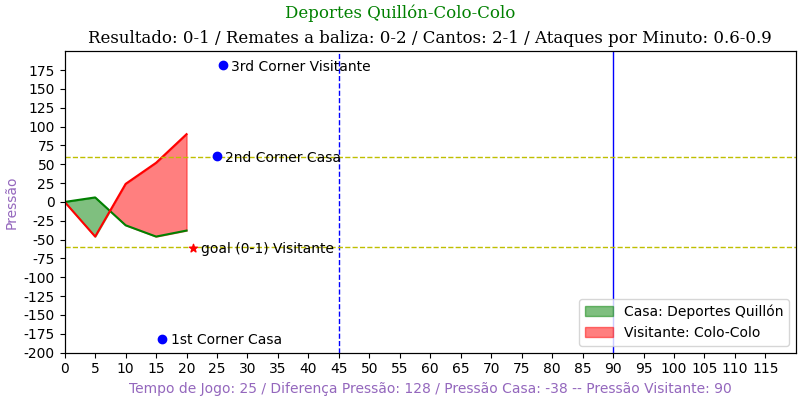 Deportes Quillón-Colo-Colo
Resultado: 0-1 / Remates a baliza: 0-2 / Cantos: 2-1 / Ataques por Minuto: 0.6-0.9
175
150
125
100
75
50
25
0
-25
-50
-75
-100
-125
-150
-175
-200
Pressão
3rd Corner Visitante
2nd Corner Casa
goal (0-1) Visitante
1st Corner Casa
Casa: Deportes Quillón
Visitante: Colo-Colo
0 5 10 15 20 25 30 35 40 45 50 55 60 65 70 75 80 85 90 95 100 105 110 115
Tempo de Jogo: 25 / Diferença Pressão: 128 / Pressão Casa: -38 -- Pressão Visitante: 90